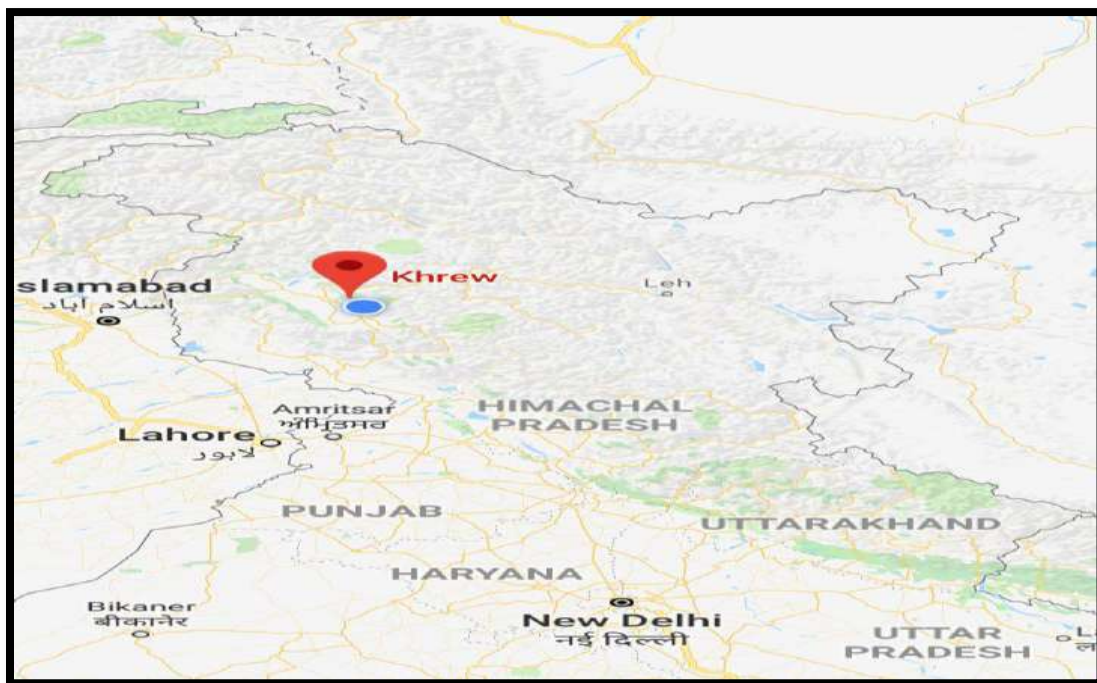 Khrew
Leh
slamabad
اسلام آباد
Amritsar
ਅੰਮ੍ਰਿਤਸਰ
Lahore
لاہور
HIMACHAL
PRADESH
PUNJAB
UTTARAKHAND
HARYANA
Bikaner
बीकानेर
New Delhi
नई दिल्ली
UTTAR
PRADESH